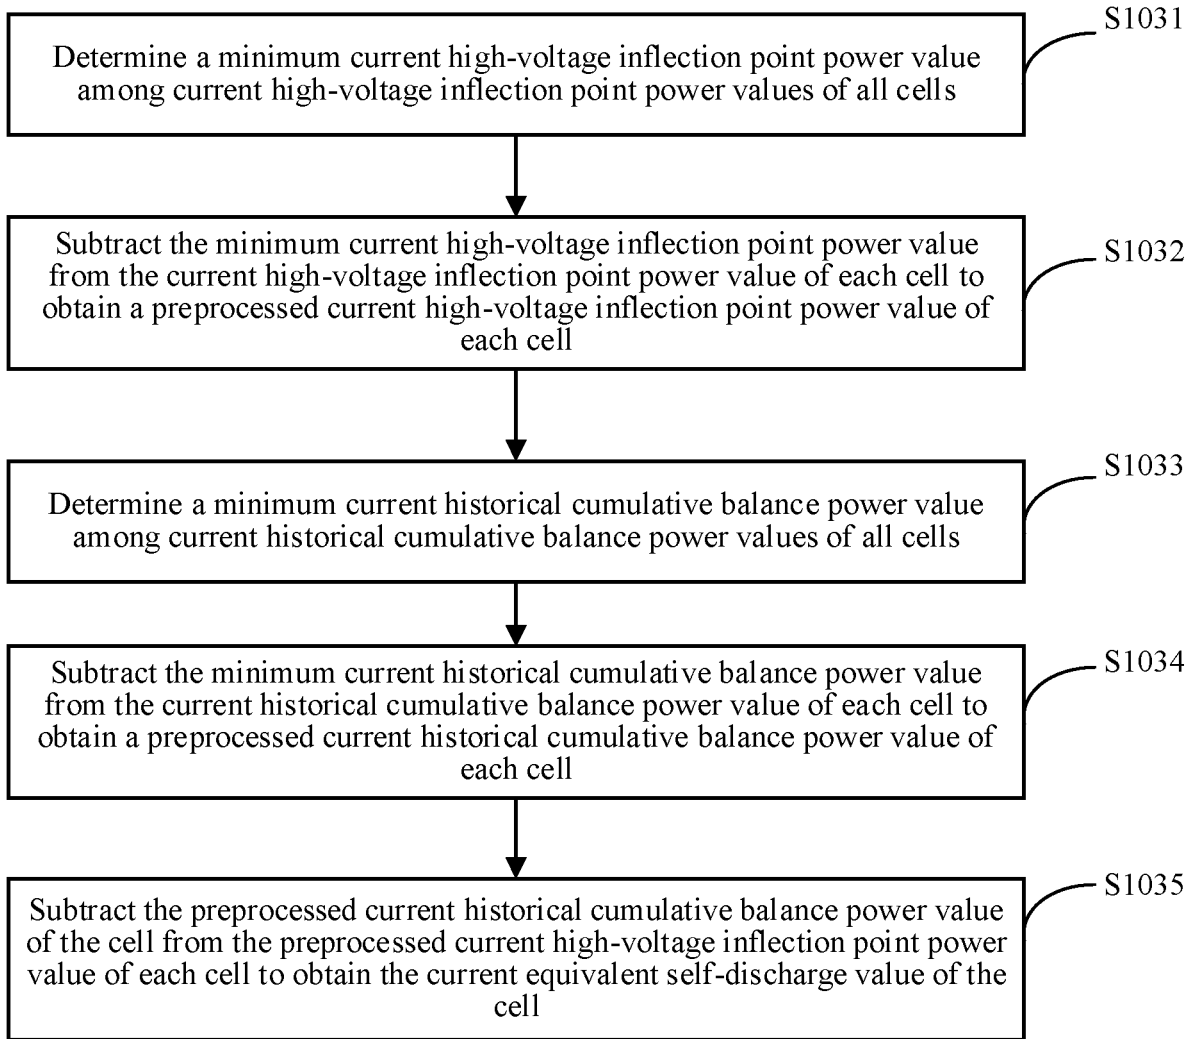 S1031
Determine a minimum current high-voltage inflection point power value
among current high-voltage inflection point power values of all cells
S1032
Subtract the minimum current high-voltage inflection point power value
from the current high-voltage inflection point power value of each cell to
obtain a preprocessed current high-voltage inflection point power value of
each cell
S1033
Determine a minimum current historical cumulative balance power value
among current historical cumulative balance power values of all cells
S1034
Subtract the minimum current historical cumulative balance power value
from the current historical cumulative balance power value of each cell to
obtain a preprocessed current historical cumulative balance power value of
each cell
S1035
Subtract the preprocessed current historical cumulative balance power value
of the cell from the preprocessed current high-voltage inflection point power
value of each cell to obtain the current equivalent self-discharge value of the
cell